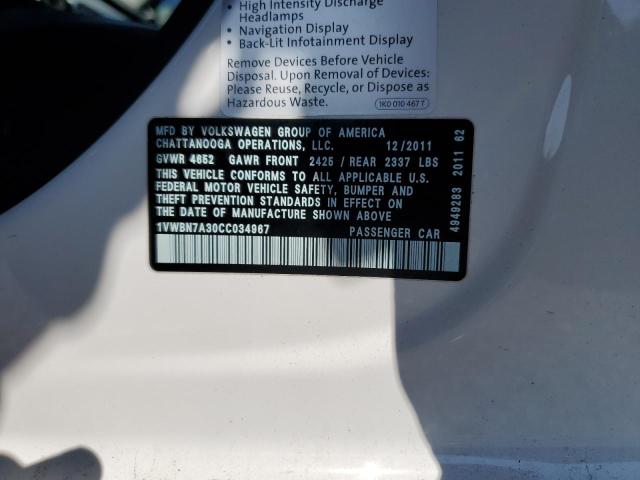 • High Intensity Discharge
Headlamps
• Navigation Display
• Back-Lit Infotainment Display
Remove Devices Before Vehicle
Disposal. Upon Removal of Devices:
Please Reuse, Recycle, or Dispose as
Hazardous Waste.
1K0 010 467 T
MFD BY VOLKSWAGEN GROUP OF AMERICA
CHATTANOOGA OPERATIONS, LLC. 12/2011
GVWR 4652 GAWR FRONT 2425 / REAR 2337 LBS
THIS VEHICLE CONFORMS TO ALL APPLICABLE U.S.
FEDERAL MOTOR VEHICLE SAFETY, BUMPER AND
THEFT PREVENTION STANDARDS IN EFFECT ON
THE DATE OF MANUFACTURE SHOWN ABOVE
1VWBN7A30CC034967 PASSENGER CAR
4949283 2011 62